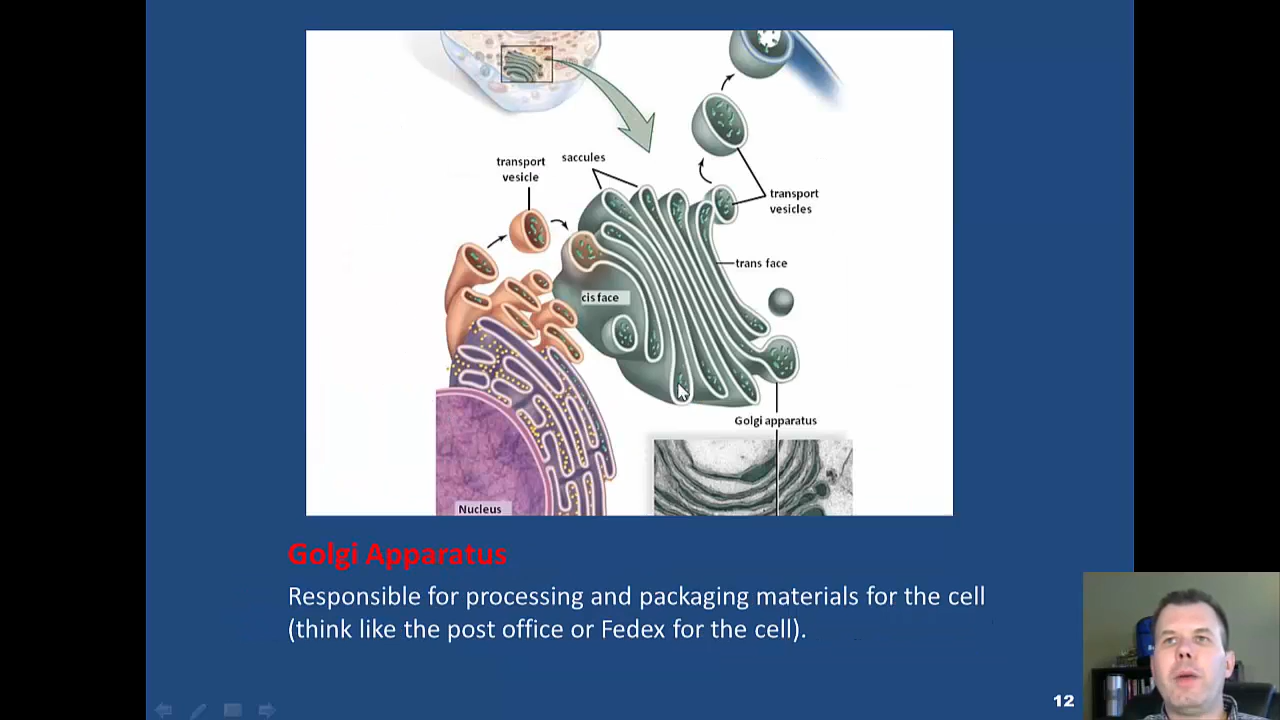 transport
vesicle
saccules
transport
vesicles
trans face
cis face
Golgi apparatus
Nucleus
Golgi Apparatus
Responsible for processing and packaging materials for the cell
(think like the post office or Fedex for the cell).
12